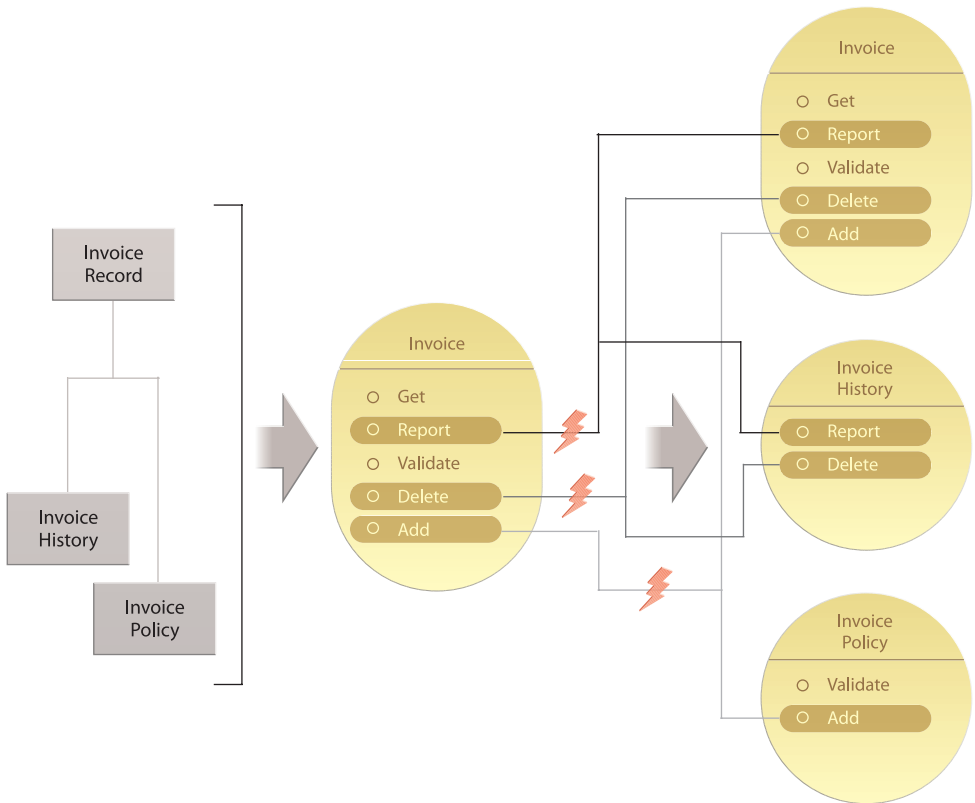 Invoice
Record
Invoice
History
Invoice
Policy
Invoice
Get
Report
Validate
Delete
Add
Invoice
Get
Report
Validate
Delete
Add
Invoice
History
Report
Delete
Invoice
Policy
Validate
Add